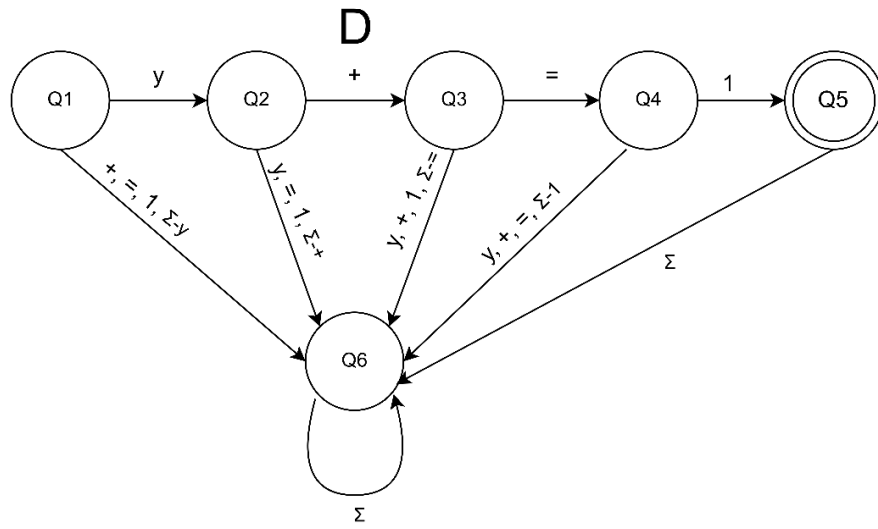 D
y
+
=
1
Q1
Q2
Q3
Q4
Q5
+, =, 1, Σ-y
y, =, 1, Σ-+
y, +, 1, Σ-=
y, +, =, Σ-1
Σ
Q6
Σ